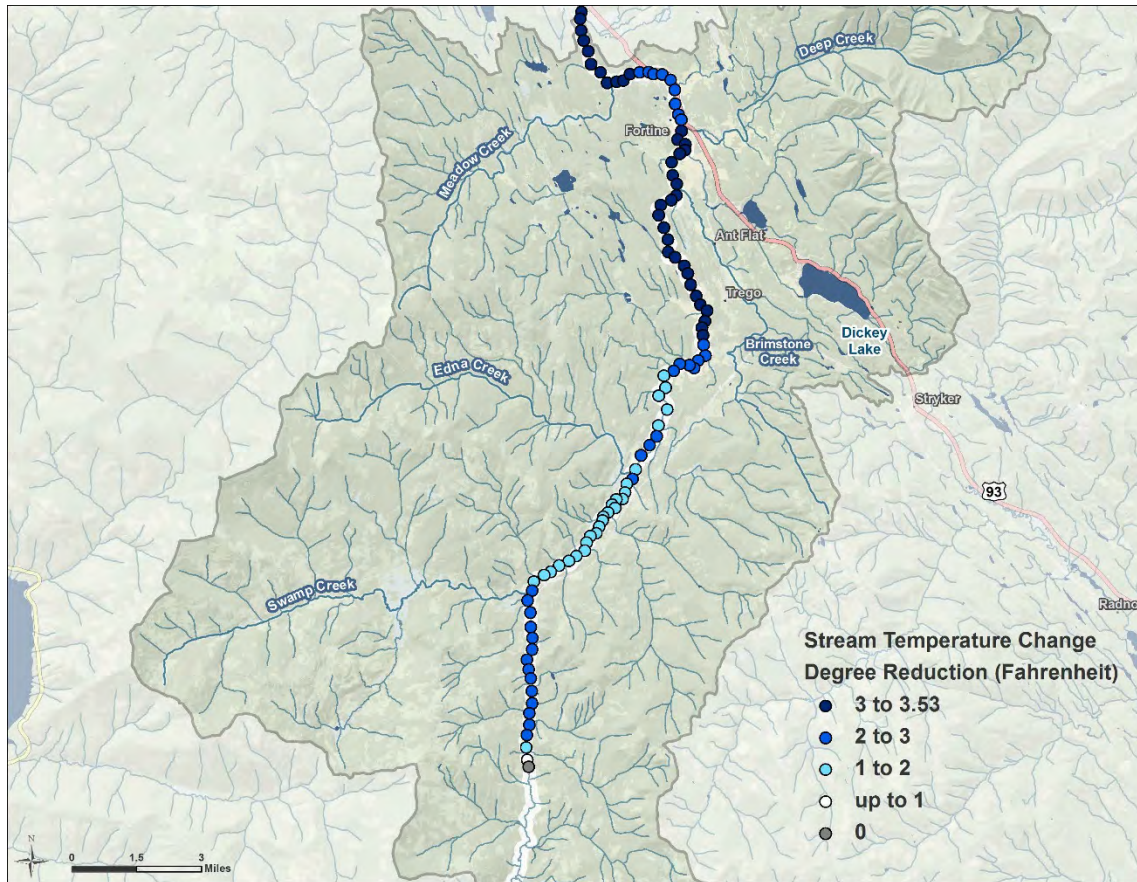 Deep Creek
Fortine
Meadow Creek
Ant Flat
Trego
Dickey
Lake
Brimstone
Creek
Edna Creek
Stryker
93
Swamp Creek
Radno
Stream Temperature Change
Degree Reduction (Fahrenheit)
3 to 3.53
2 to 3
1 to 2
up to 1
0
N
0 1.5 3
Miles